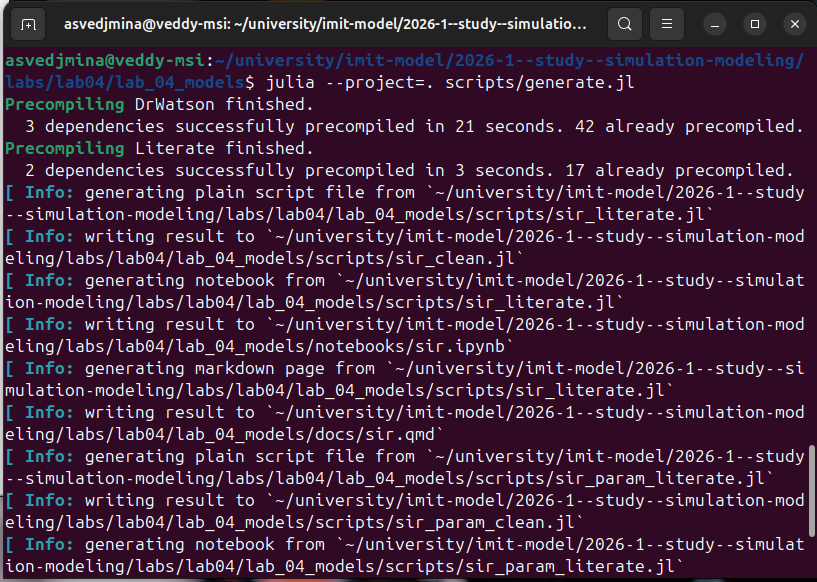 asvedjmina@veddy-msi: ~/university/imit-model/2026-1--study--simulatio...
asvedjmina@veddy-msi:~/university/imit-model/2026-1--study--simulation-modeling/
labs/lab04/lab_04_models$ julia --project=. scripts/generate.jl
Precompiling DrWatson finished.
  3 dependencies successfully precompiled in 21 seconds. 42 already precompiled.
Precompiling Literate finished.
  2 dependencies successfully precompiled in 3 seconds. 17 already precompiled.
[ Info: generating plain script file from `~/university/imit-model/2026-1--study
--simulation-modeling/labs/lab04/lab_04_models/scripts/sir_literate.jl`
[ Info: writing result to `~/university/imit-model/2026-1--study--simulation-mod
eling/labs/lab04/lab_04_models/scripts/sir_clean.jl`
[ Info: generating notebook from `~/university/imit-model/2026-1--study--simulat
ion-modeling/labs/lab04/lab_04_models/scripts/sir_literate.jl`
[ Info: writing result to `~/university/imit-model/2026-1--study--simulation-mod
eling/labs/lab04/lab_04_models/notebooks/sir.ipynb`
[ Info: generating markdown page from `~/university/imit-model/2026-1--study--si
mulation-modeling/labs/lab04/lab_04_models/scripts/sir_literate.jl`
[ Info: writing result to `~/university/imit-model/2026-1--study--simulation-mod
eling/labs/lab04/lab_04_models/docs/sir.qmd`
[ Info: generating plain script file from `~/university/imit-model/2026-1--study
--simulation-modeling/labs/lab04/lab_04_models/scripts/sir_param_literate.jl`
[ Info: writing result to `~/university/imit-model/2026-1--study--simulation-mod
eling/labs/lab04/lab_04_models/scripts/sir_param_clean.jl`
[ Info: generating notebook from `~/university/imit-model/2026-1--study--simulat
ion-modeling/labs/lab04/lab_04_models/scripts/sir_param_literate.jl`